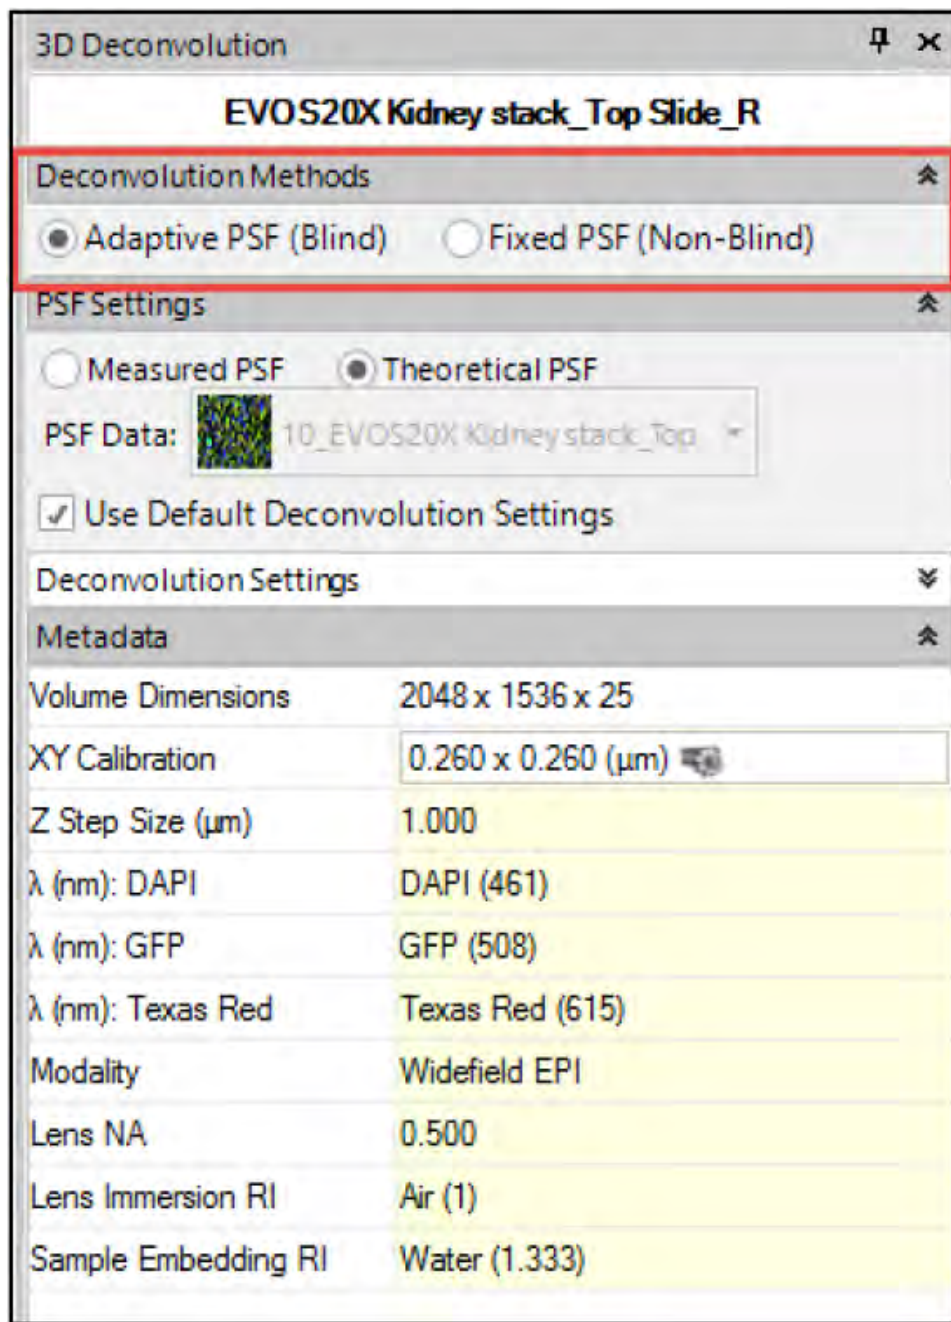 3D Deconvolution
EVOS20X Kidney stack_Top Slide_R
Deconvolution Methods
Adaptive PSF (Blind) Fixed PSF (Non-Blind)
PSF Settings
Measured PSF Theoretical PSF
PSF Data: 10_EVOS20X Kidney stack_Top
Use Default Deconvolution Settings
Deconvolution Settings
Metadata
Volume Dimensions 2048 x 1536 x 25
XY Calibration 0.260 x 0.260 (µm)
Z Step Size (µm) 1.000
λ (nm): DAPI DAPI (461)
λ (nm): GFP GFP (508)
λ (nm): Texas Red Texas Red (615)
Modality Widefield EPI
Lens NA 0.500
Lens Immersion RI Air (1)
Sample Embedding RI Water (1.333)